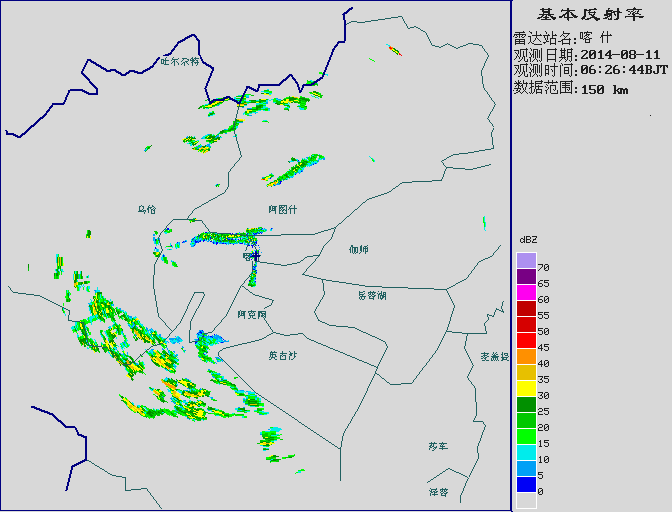 基本反射率
雷达站名:喀 什
观测日期:2014-08-11
观测时间:06:26:44BJT
数据范围:150 km
吐尔尕特
乌恰
阿图什
伽师
喀
岳普湖
阿克陶
英吉沙
麦盖提
莎车
泽普
dBZ
70
65
60
55
50
45
40
35
30
25
20
15
10
5
0